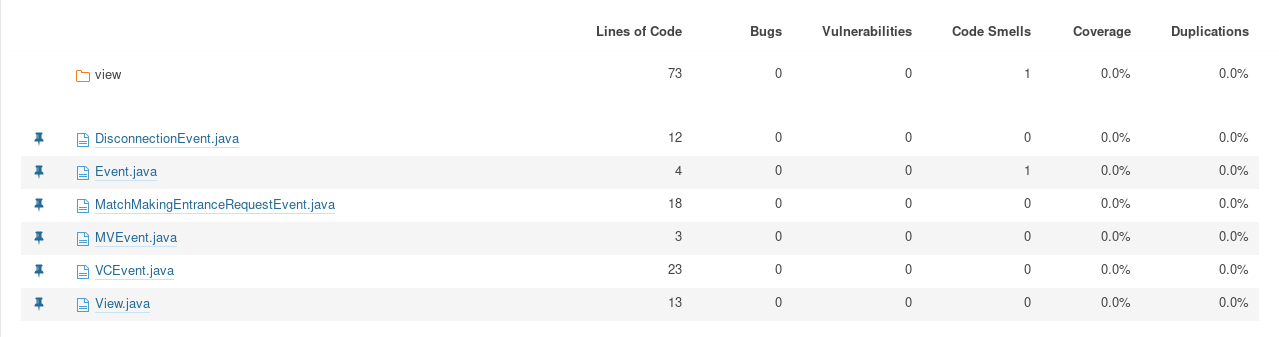 Lines of Code Bugs Vulnerabilities Code Smells Coverage Duplications
view 73 0 0 1 0.0% 0.0%
DisconnectionEvent.java 12 0 0 0 0.0% 0.0%
Event.java 4 0 0 1 0.0% 0.0%
MatchMakingEntranceRequestEvent.java 18 0 0 0 0.0% 0.0%
MVEvent.java 3 0 0 0 0.0% 0.0%
VCEvent.java 23 0 0 0 0.0% 0.0%
View.java 13 0 0 0 0.0% 0.0%